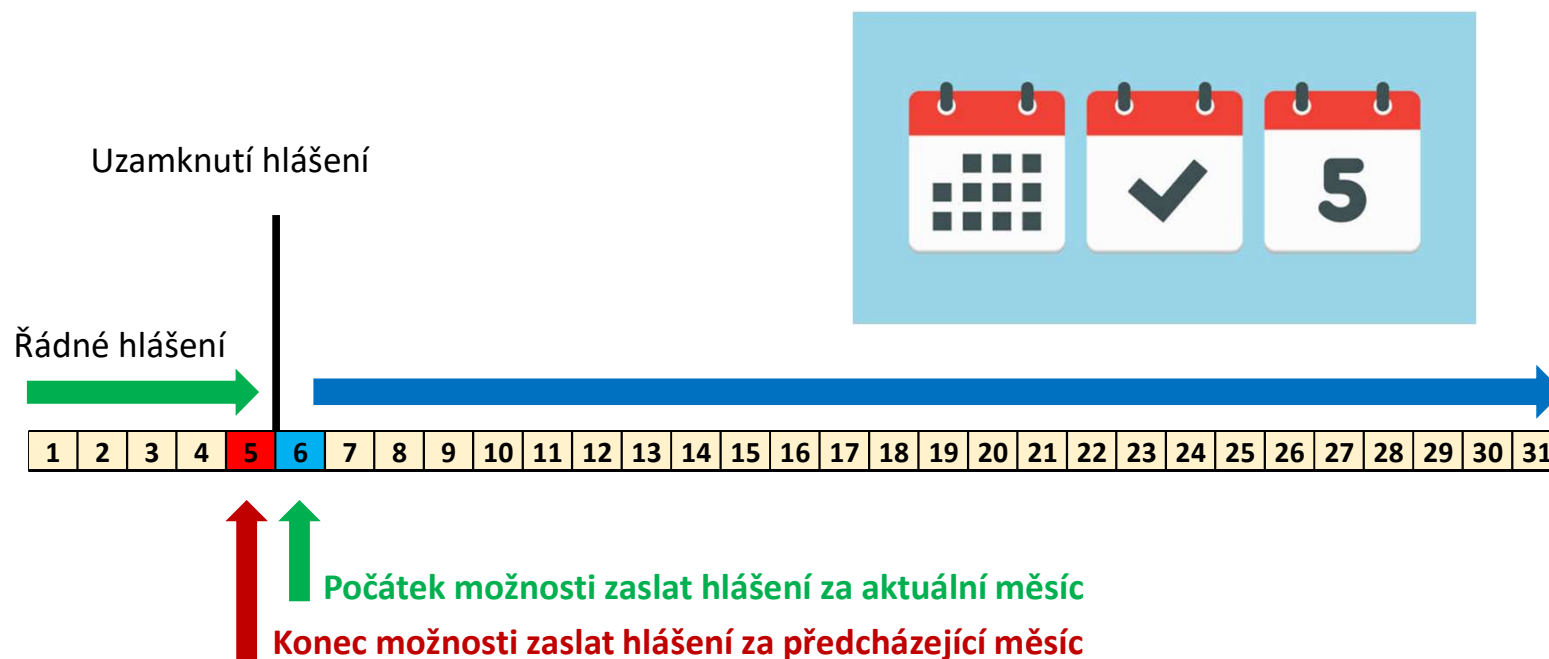 5
Uzamknutí hlášení
Řádné hlášení
1 2 3 4 5 6 7 8 9 10 11 12 13 14 15 16 17 18 19 20 21 22 23 24 25 26 27 28 29 30 31
Počátek možnosti zaslat hlášení za aktuální měsíc
Konec možnosti zaslat hlášení za předcházející měsíc